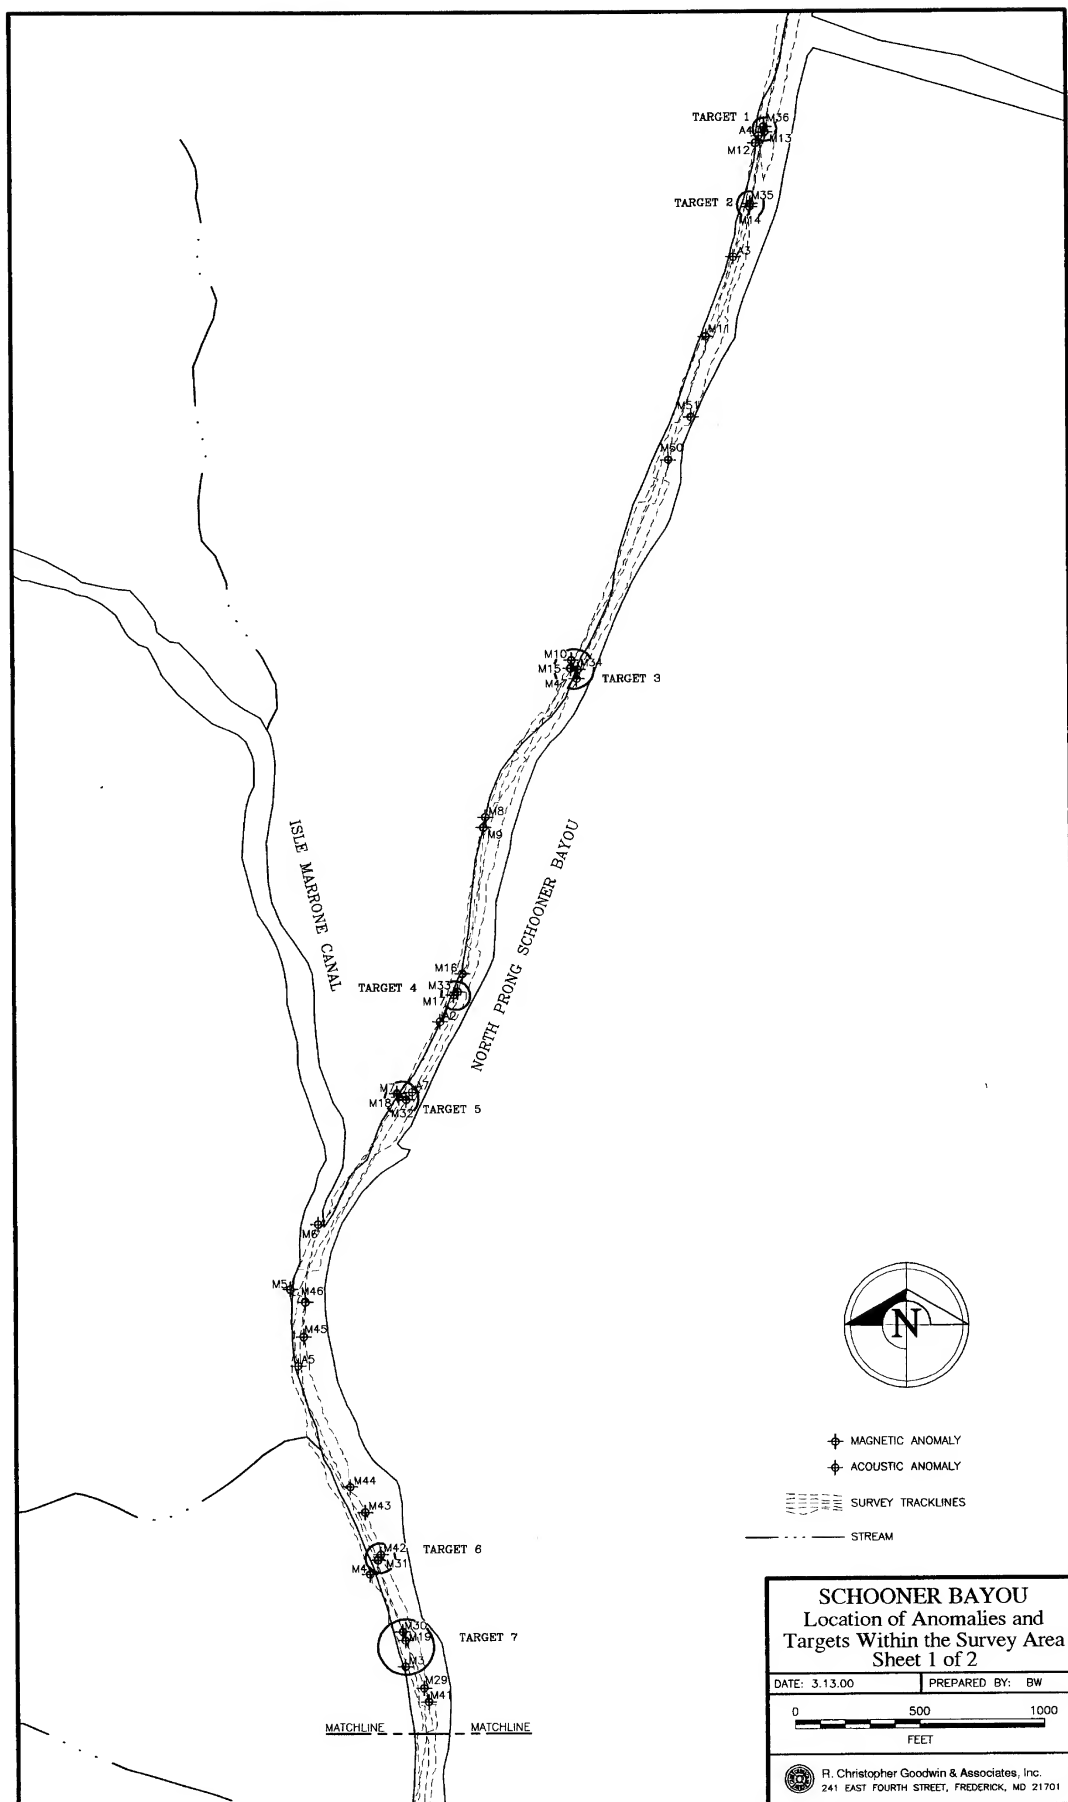 TARGET 1
M36
A4
M13
M12
TARGET 2
M35
M14
A3
M11
M51
M50
M10
M34
M15
M47
TARGET 3
M8
M9
ISLE MARRONE CANAL
NORTH PRONG SCHOONER BAYOU
M16
TARGET 4
M33
M17
A2
M7
A7
M18
M32
TARGET 5
M6
M5
M46
M45
A5
N
MAGNETIC ANOMALY
ACOUSTIC ANOMALY
M44
SURVEY TRACKLINES
M43
STREAM
M42
TARGET 6
M31
M4
M30
M19
TARGET 7
M3
M29
M41
MATCHLINE
MATCHLINE
SCHOONER BAYOU
Location of Anomalies and
Targets Within the Survey Area
Sheet 1 of 2
DATE: 3.13.00
PREPARED BY: BW
0 500 1000
FEET
R. Christopher Goodwin & Associates, Inc.
241 EAST FOURTH STREET, FREDERICK, MD 21701